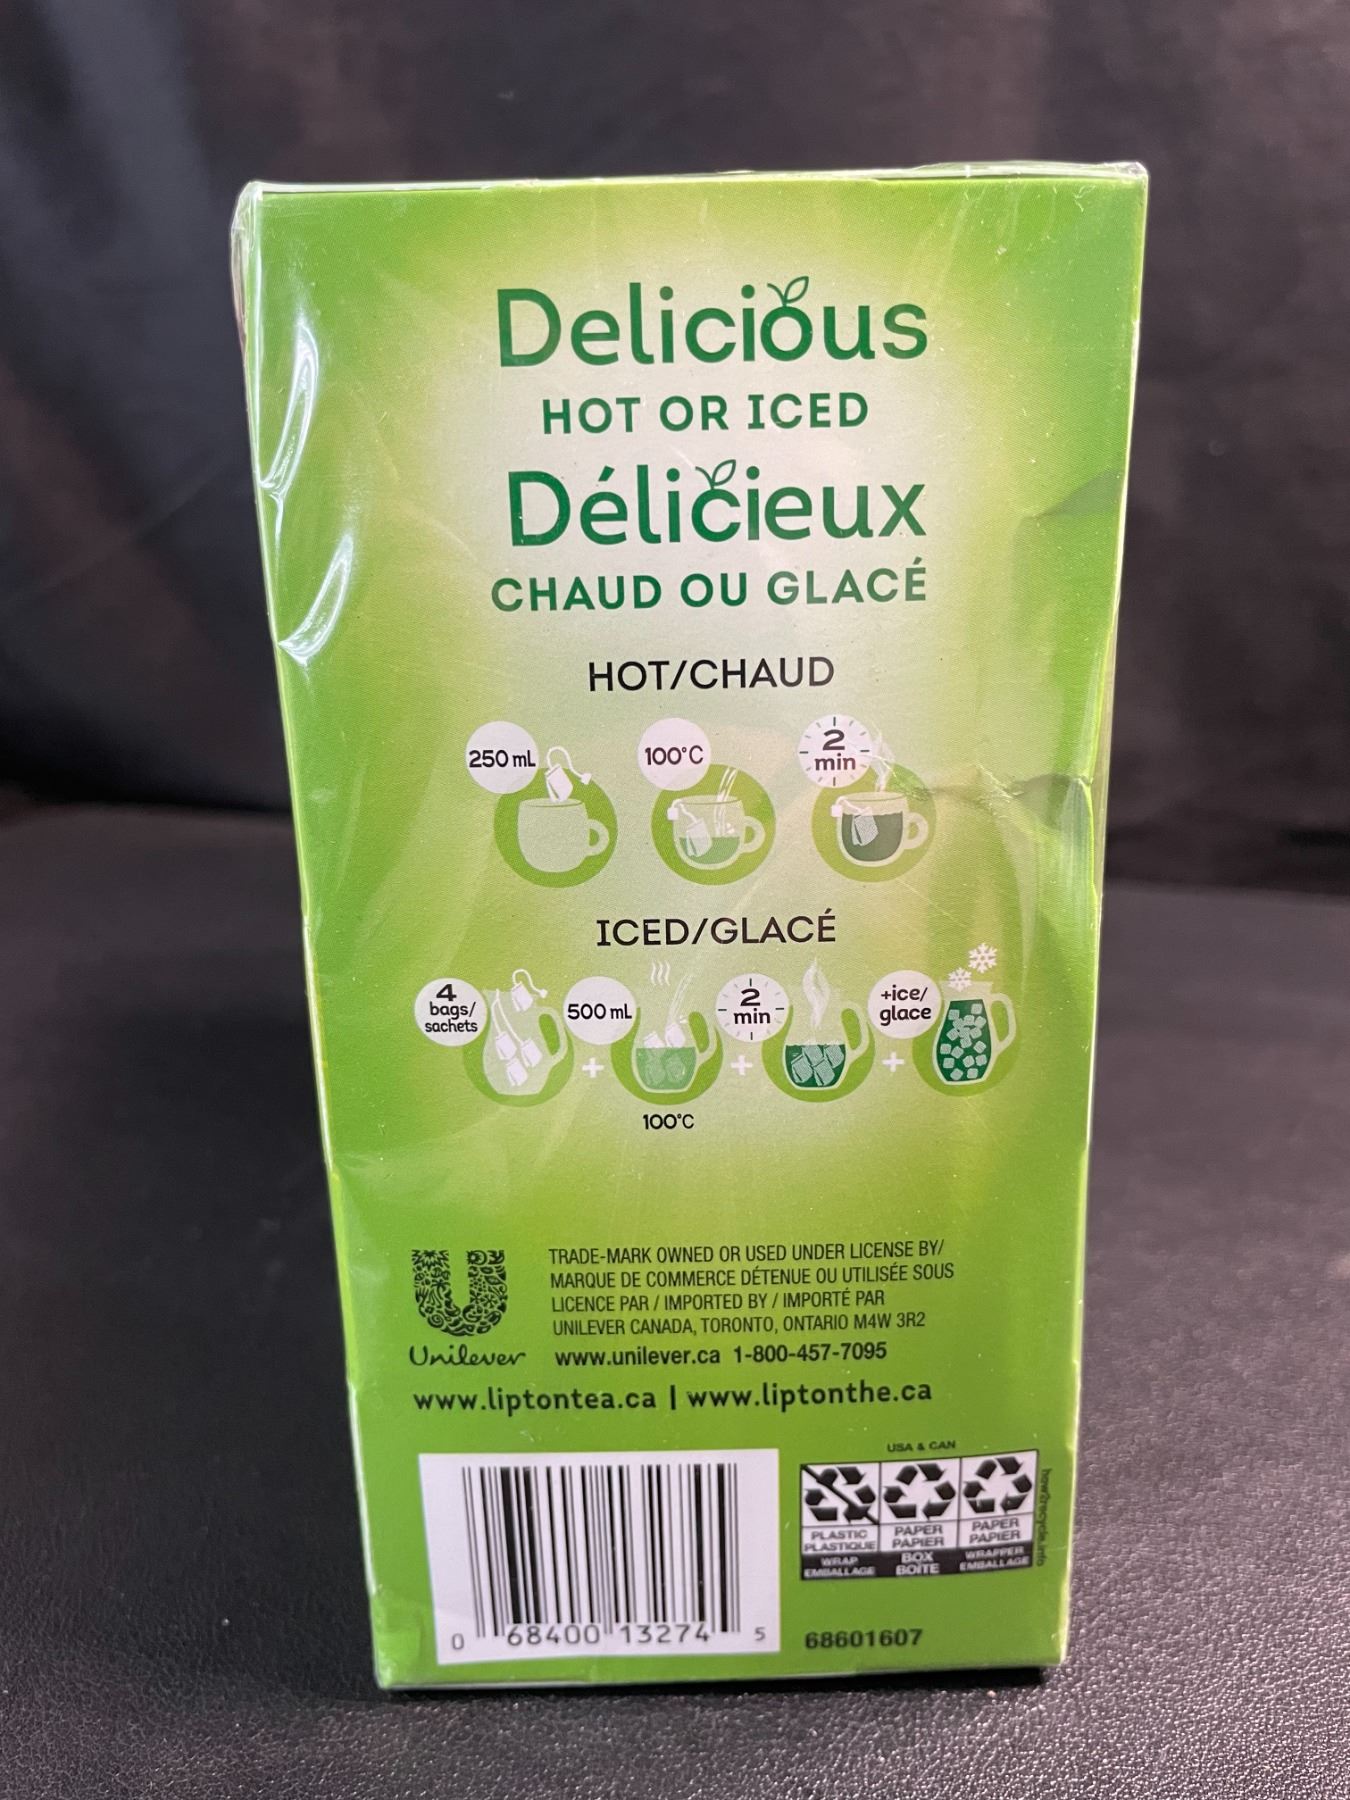 Delicious
HOT OR ICED
Délicieux
CHAUD OU GLACÉ
HOT/CHAUD
250 mL
100°C
2
min
ICED/GLACÉ
4
bags/
sachets
+
500 mL
100°C
+
2
min
+
+ice/
glace
TRADE-MARK OWNED OR USED UNDER LICENSE BY/
MARQUE DE COMMERCE DÉTENUE OU UTILISÉE SOUS
LICENCE PAR / IMPORTED BY / IMPORTÉ PAR
UNILEVER CANADA, TORONTO, ONTARIO M4W 3R2
Unilever
www.unilever.ca 1-800-457-7095
www.liptontea.ca | www.liptonthe.ca
USA & CAN
PLASTIC
PLASTIQUE
WRAP
EMBALLAGE
PAPER
PAPIER
BOX
BOÎTE
PAPER
PAPIER
WRAPPER
EMBALLAGE
how2recycle.info
0 68400 13274 5
68601607